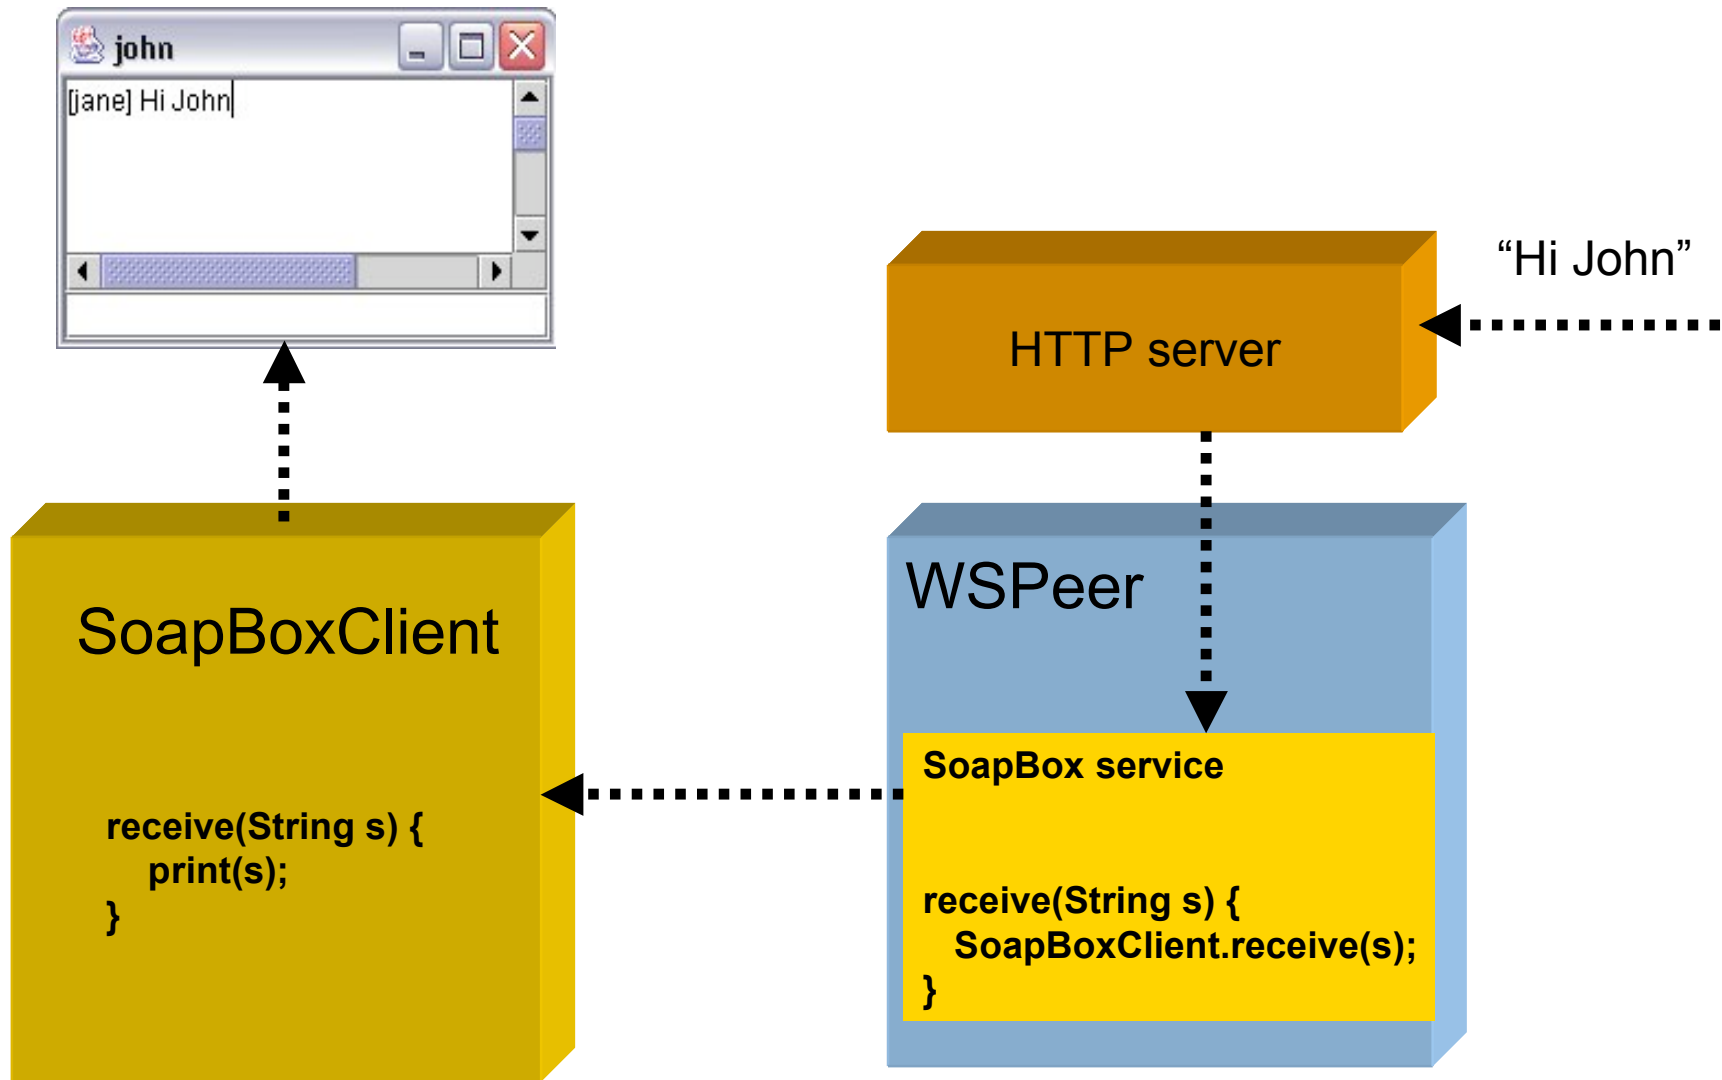 john
[jane] Hi John
“Hi John”
HTTP server
SoapBoxClient
receive(String s) {
print(s);
}
WSPeer
SoapBox service
receive(String s) {
SoapBoxClient.receive(s);
}